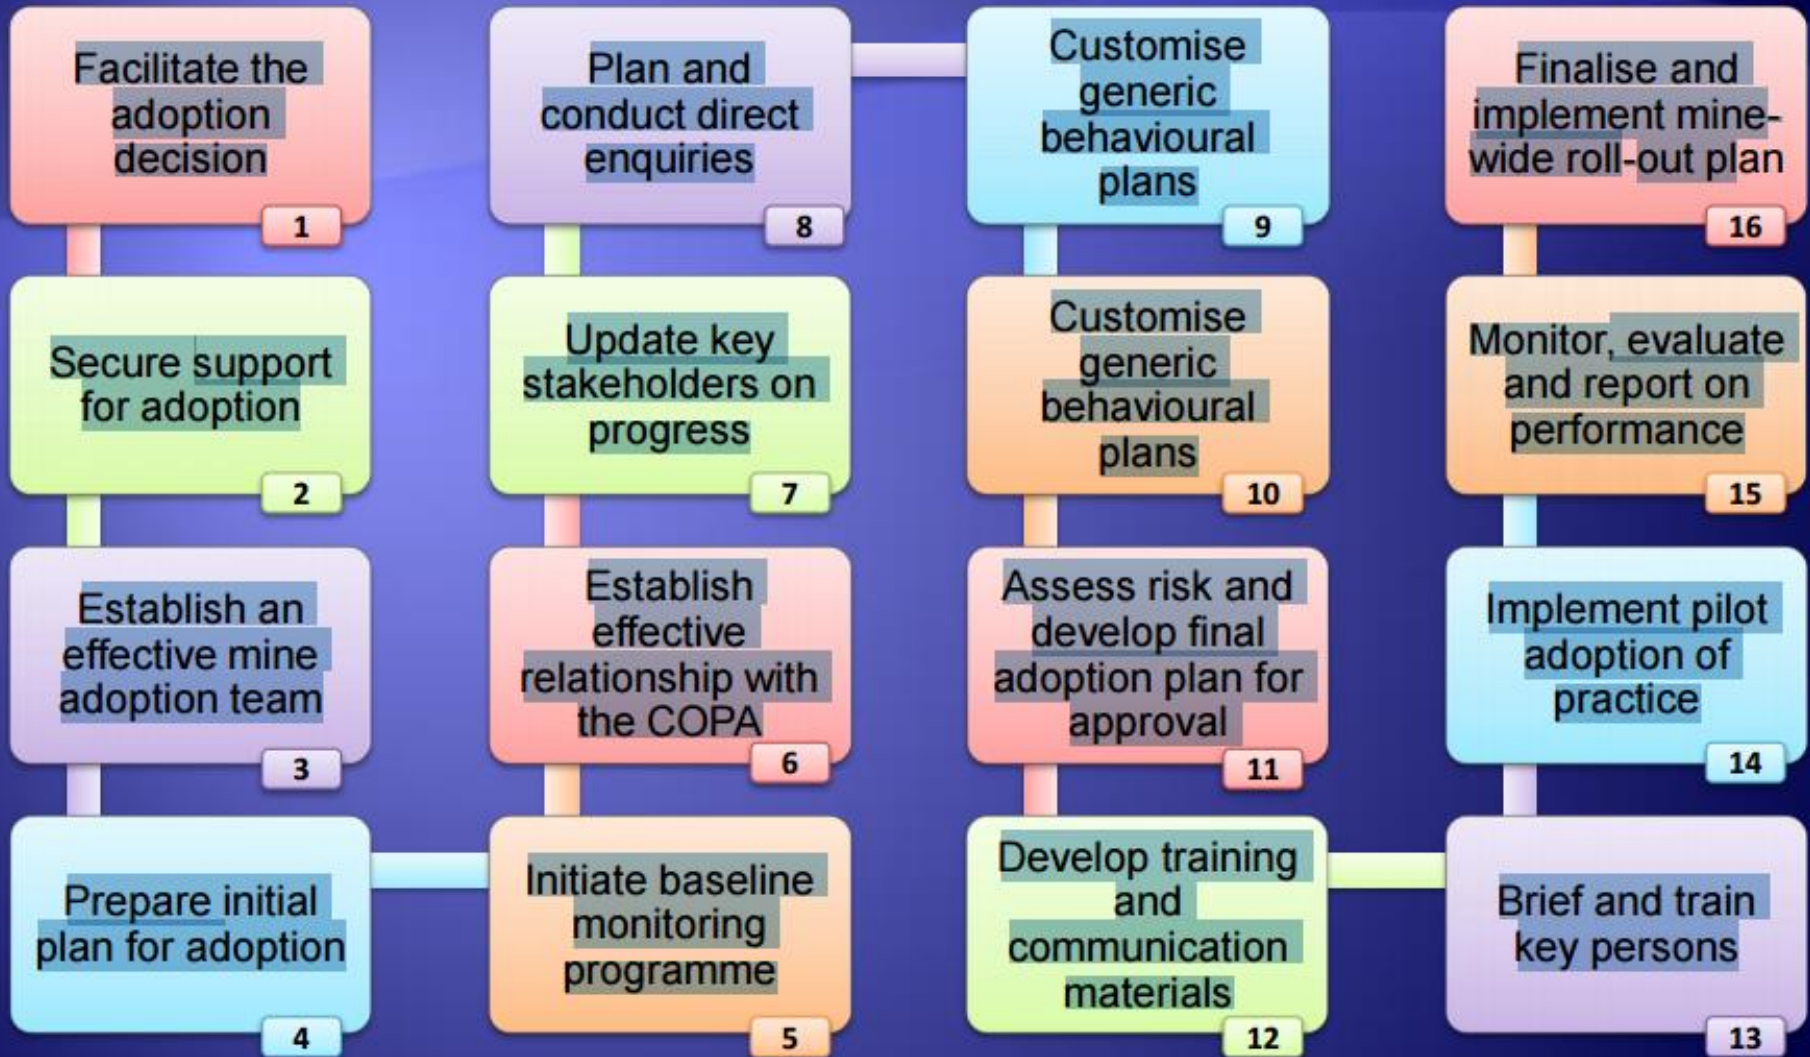 Facilitate the
adoption
decision
1
Secure support
for adoption
2
Establish an
effective mine
adoption team
3
Prepare initial
plan for adoption
4
Initiate baseline
monitoring
programme
5
Establish
effective
relationship with
the COPA
6
Update key
stakeholders on
progress
7
Plan and
conduct direct
enquiries
8
Customise
generic
behavioural
plans
9
Customise
generic
behavioural
plans
10
Assess risk and
develop final
adoption plan for
approval
11
Develop training
and
communication
materials
12
Brief and train
key persons
13
Implement pilot
adoption of
practice
14
Monitor, evaluate
and report on
performance
15
Finalise and
implement mine-
wide roll-out plan
16